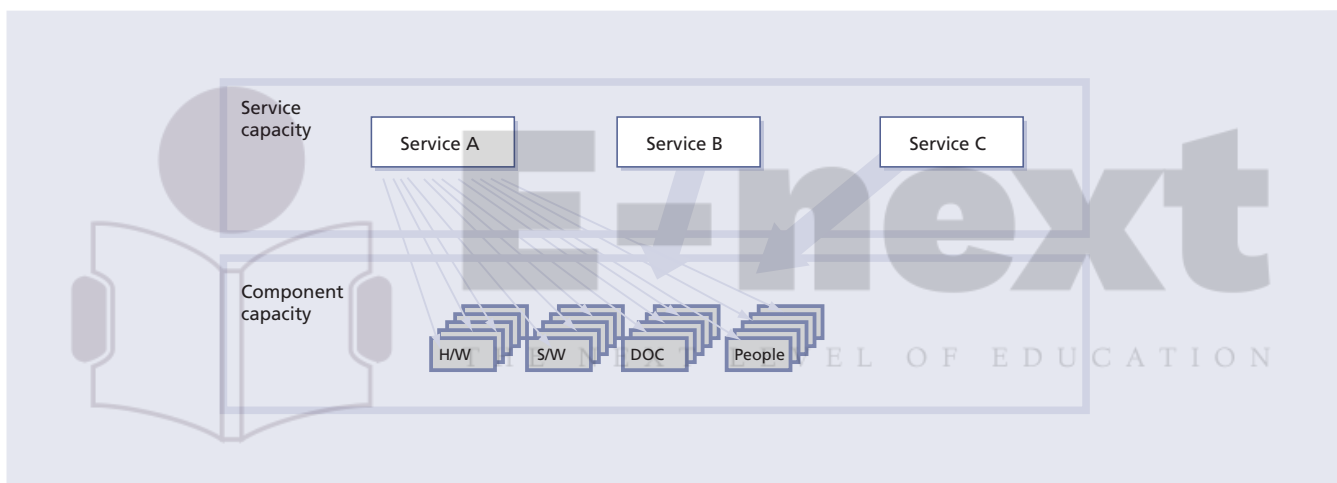 Service
capacity
Service A
Service B
Service C
E-next
Component
capacity
H/W
S/W
DOC
People
THE NEXT LEVEL OF EDUCATION